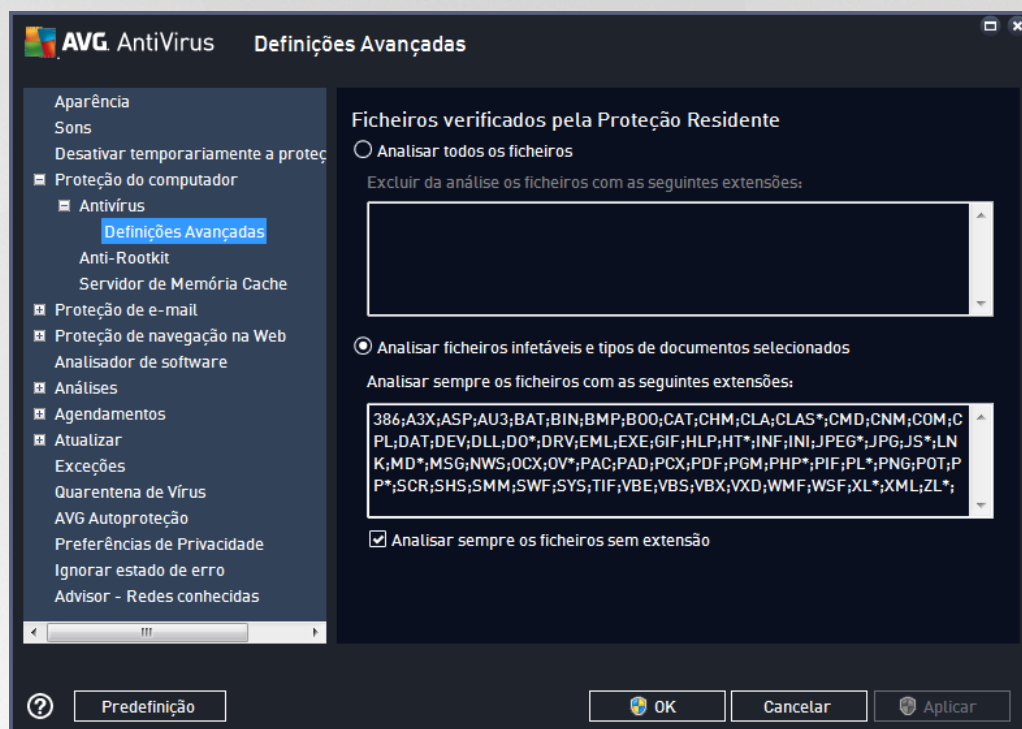 AVG. AntiVirus
Definições Avançadas
Aparência
Sons
Desativar temporariamente a proteç
Proteção do computador
Antivírus
Definições Avançadas
Anti-Rootkit
Servidor de Memória Cache
Proteção de e-mail
Proteção de navegação na Web
Analisador de software
Análises
Agendamentos
Atualizar
Exceções
Quarentena de Vírus
AVG Autoproteção
Preferências de Privacidade
Ignorar estado de erro
Advisor - Redes conhecidas
Ficheiros verificados pela Proteção Residente
Analisar todos os ficheiros
Excluir da análise os ficheiros com as seguintes extensões:
Analisar ficheiros infetáveis e tipos de documentos selecionados
Analisar sempre os ficheiros com as seguintes extensões:
386;A3X;ASP;AU3;BAT;BIN;BMP;BOO;CAT;CHM;CLA;CLAS*;CMD;CNM;COM;C
PL;DAT;DEV;DLL;DO*;DRV;EML;EXE;GIF;HLP;HT*;INF;INI;JPEG*;JPG;JS*;LN
K;MD*;MSG;NWS;OCX;OV*;PAC;PAD;PCX;PDF;PGM;PHP*;PIF;PL*;PNG;POT;P
P*;SCR;SHS;SMM;SWF;SYS;TIF;VBE;VBS;VBX;VXD;WMF;WSF;XL*;XML;ZL*;
Analisar sempre os ficheiros sem extensão
Predefinição
OK
Cancelar
Aplicar